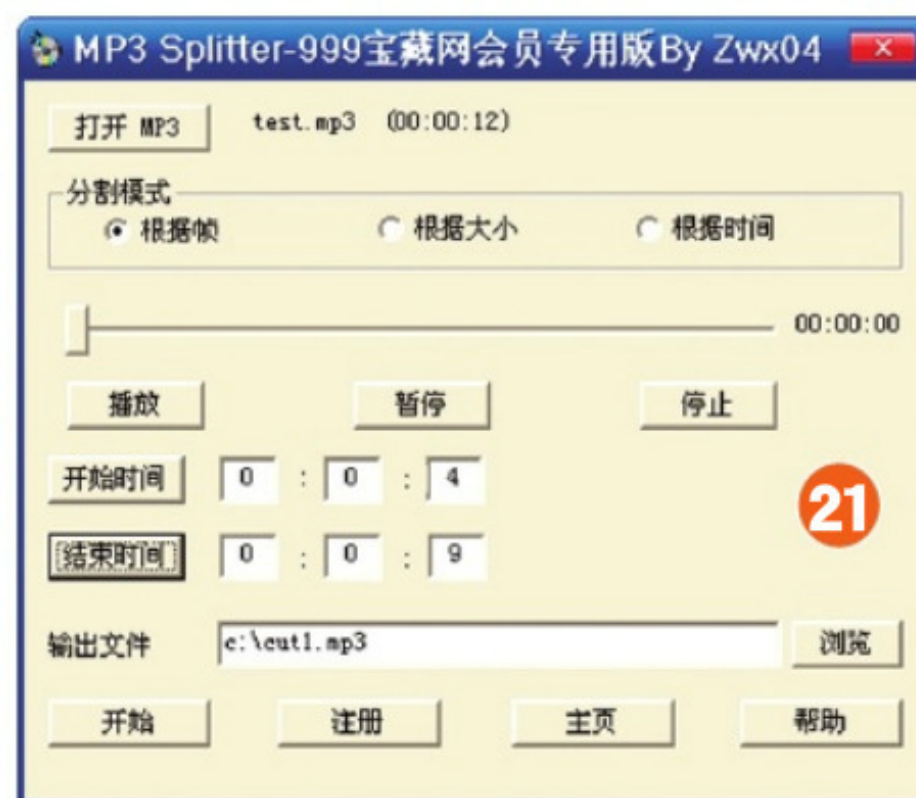 MP3 Splitter-999宝藏网会员专用版By Zwx04
打开 MP3 test.mp3 (00:00:12)
分割模式
根据帧 根据大小 根据时间
00:00:00
播放 暂停 停止
开始时间 0 : 0 : 4
21
结束时间 0 : 0 : 9
输出文件 c:\cut1.mp3 浏览
开始 注册 主页 帮助